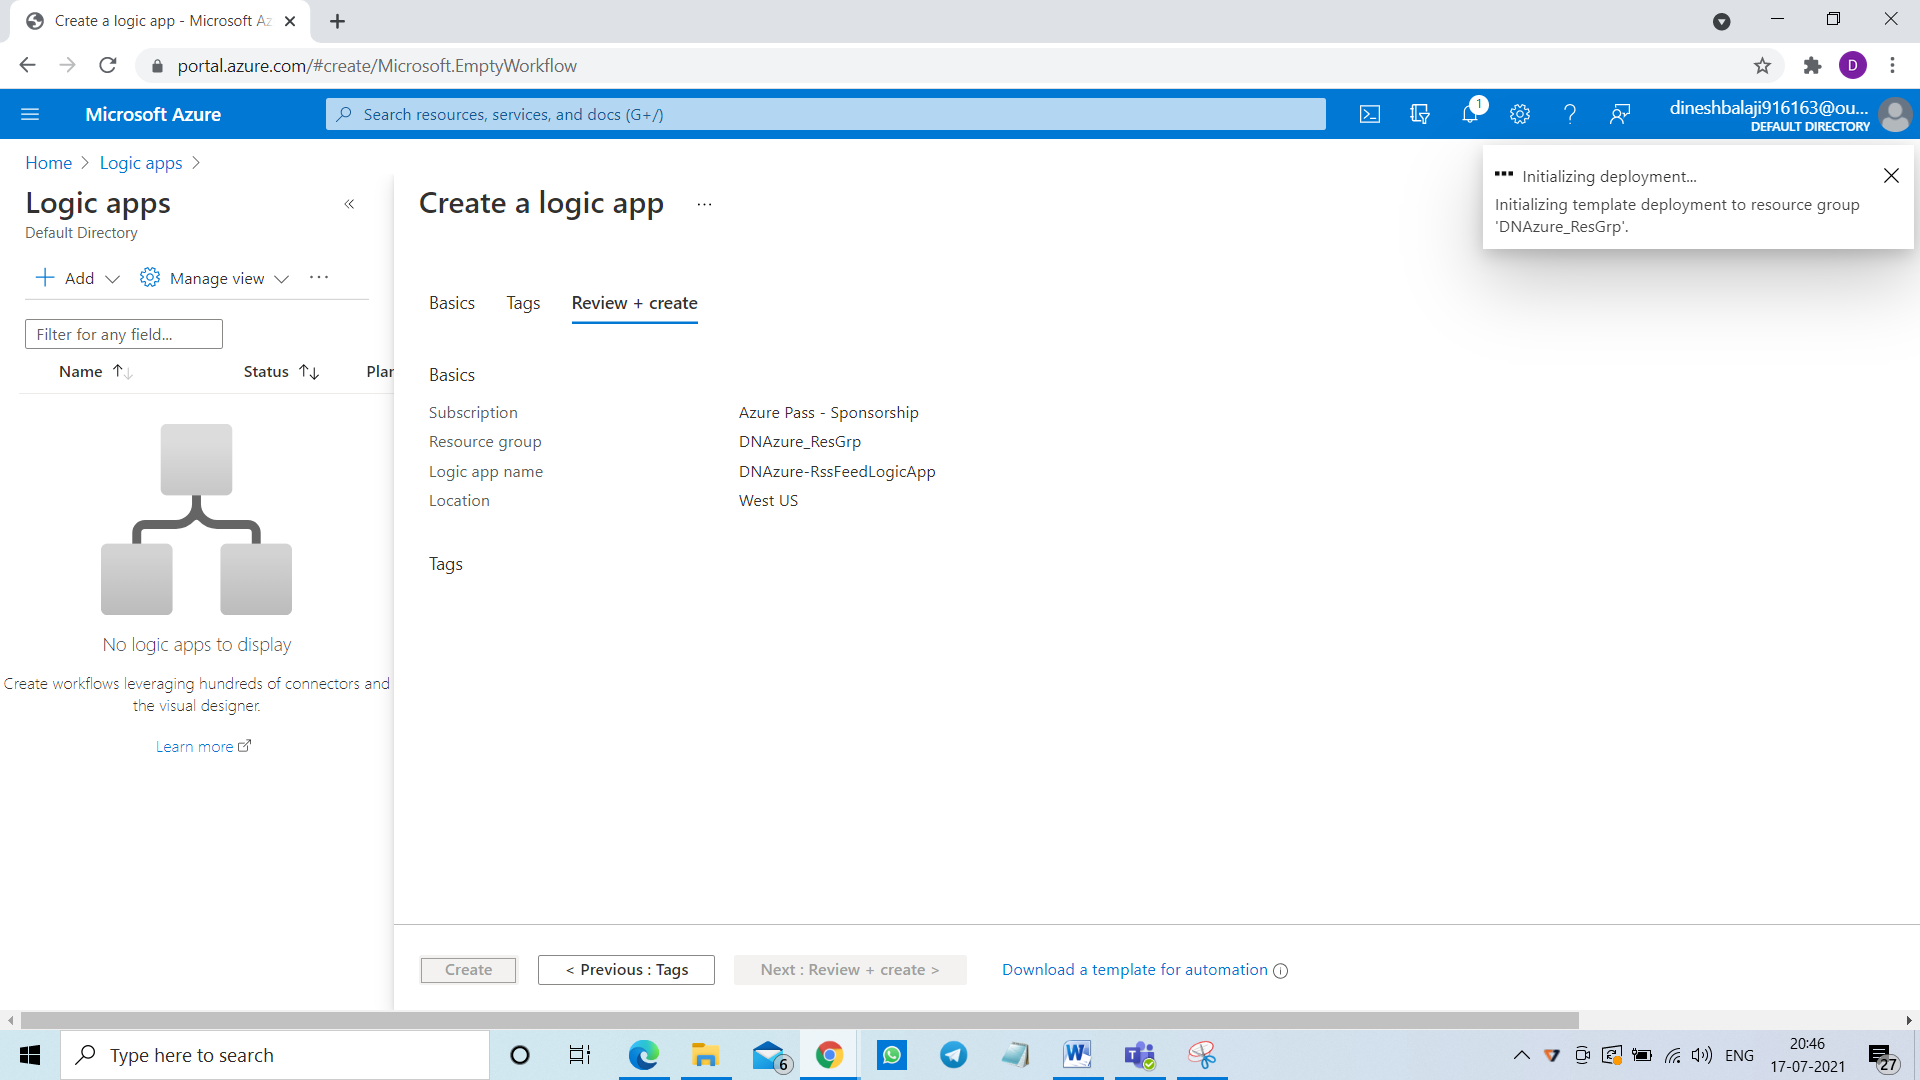 Create a logic app - Microsoft Az
portal.azure.com/#create/Microsoft.EmptyWorkflow
D
Microsoft Azure
Search resources, services, and docs (G+/)
1
dineshbalaji916163@ou...
DEFAULT DIRECTORY
Home > Logic apps >
Initializing deployment...
Initializing template deployment to resource group
'DNAzure_ResGrp'.
Logic apps
Default Directory
Add
Manage view
Filter for any field...
Name
Status
Plan
No logic apps to display
Create workflows leveraging hundreds of connectors and
the visual designer.
Learn more
Create a logic app
Basics
Tags
Review + create
Basics
Subscription
Azure Pass - Sponsorship
Resource group
DNAzure_ResGrp
Logic app name
DNAzure-RssFeedLogicApp
Location
West US
Tags
Create
< Previous : Tags
Next : Review + create >
Download a template for automation
Type here to search
6
ENG
20:46
17-07-2021
27